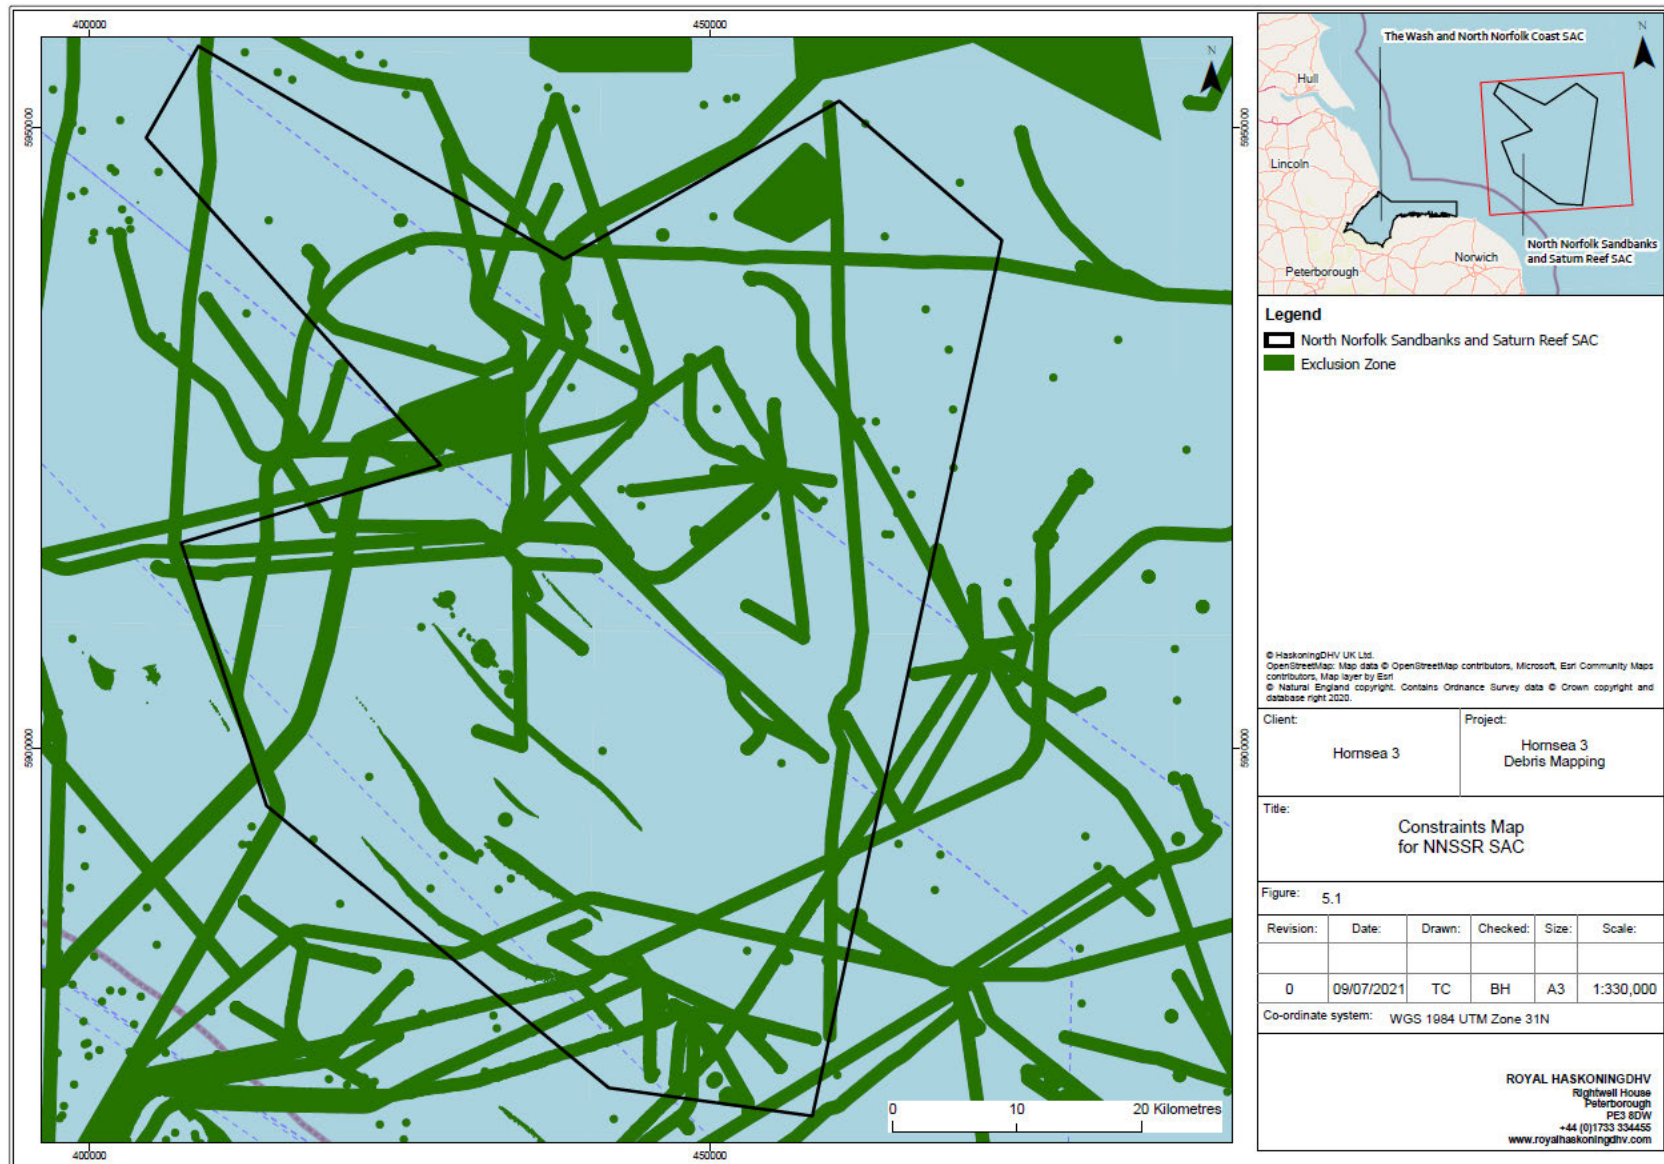 400000
450000
5950000
5950000
5900000
5900000
400000
450000
N
0
10
20 Kilometres
The Wash and North Norfolk Coast SAC
N
Hull
Lincoln
Peterborough
Norwich
North Norfolk Sandbanks
and Saturn Reef SAC
Legend
North Norfolk Sandbanks and Saturn Reef SAC
Exclusion Zone
© HaskoningDHV UK Ltd.
OpenStreetMap: Map data © OpenStreetMap contributors, Microsoft, Esri Community Maps
contributors, Map layer by Esri
© Natural England copyright. Contains Ordnance Survey data © Crown copyright and
database right 2020.
Client:
Hornsea 3
Project:
Hornsea 3
Debris Mapping
Title:
Constraints Map
for NNSSR SAC
Figure: 5.1
Revision: Date: Drawn: Checked: Size: Scale:
0 09/07/2021 TC BH A3 1:330,000
Co-ordinate system: WGS 1984 UTM Zone 31N
ROYAL HASKONINGDHV
Rightwell House
Peterborough
PE3 8DW
+44 (0)1733 334455
www.royalhaskoningdhv.com